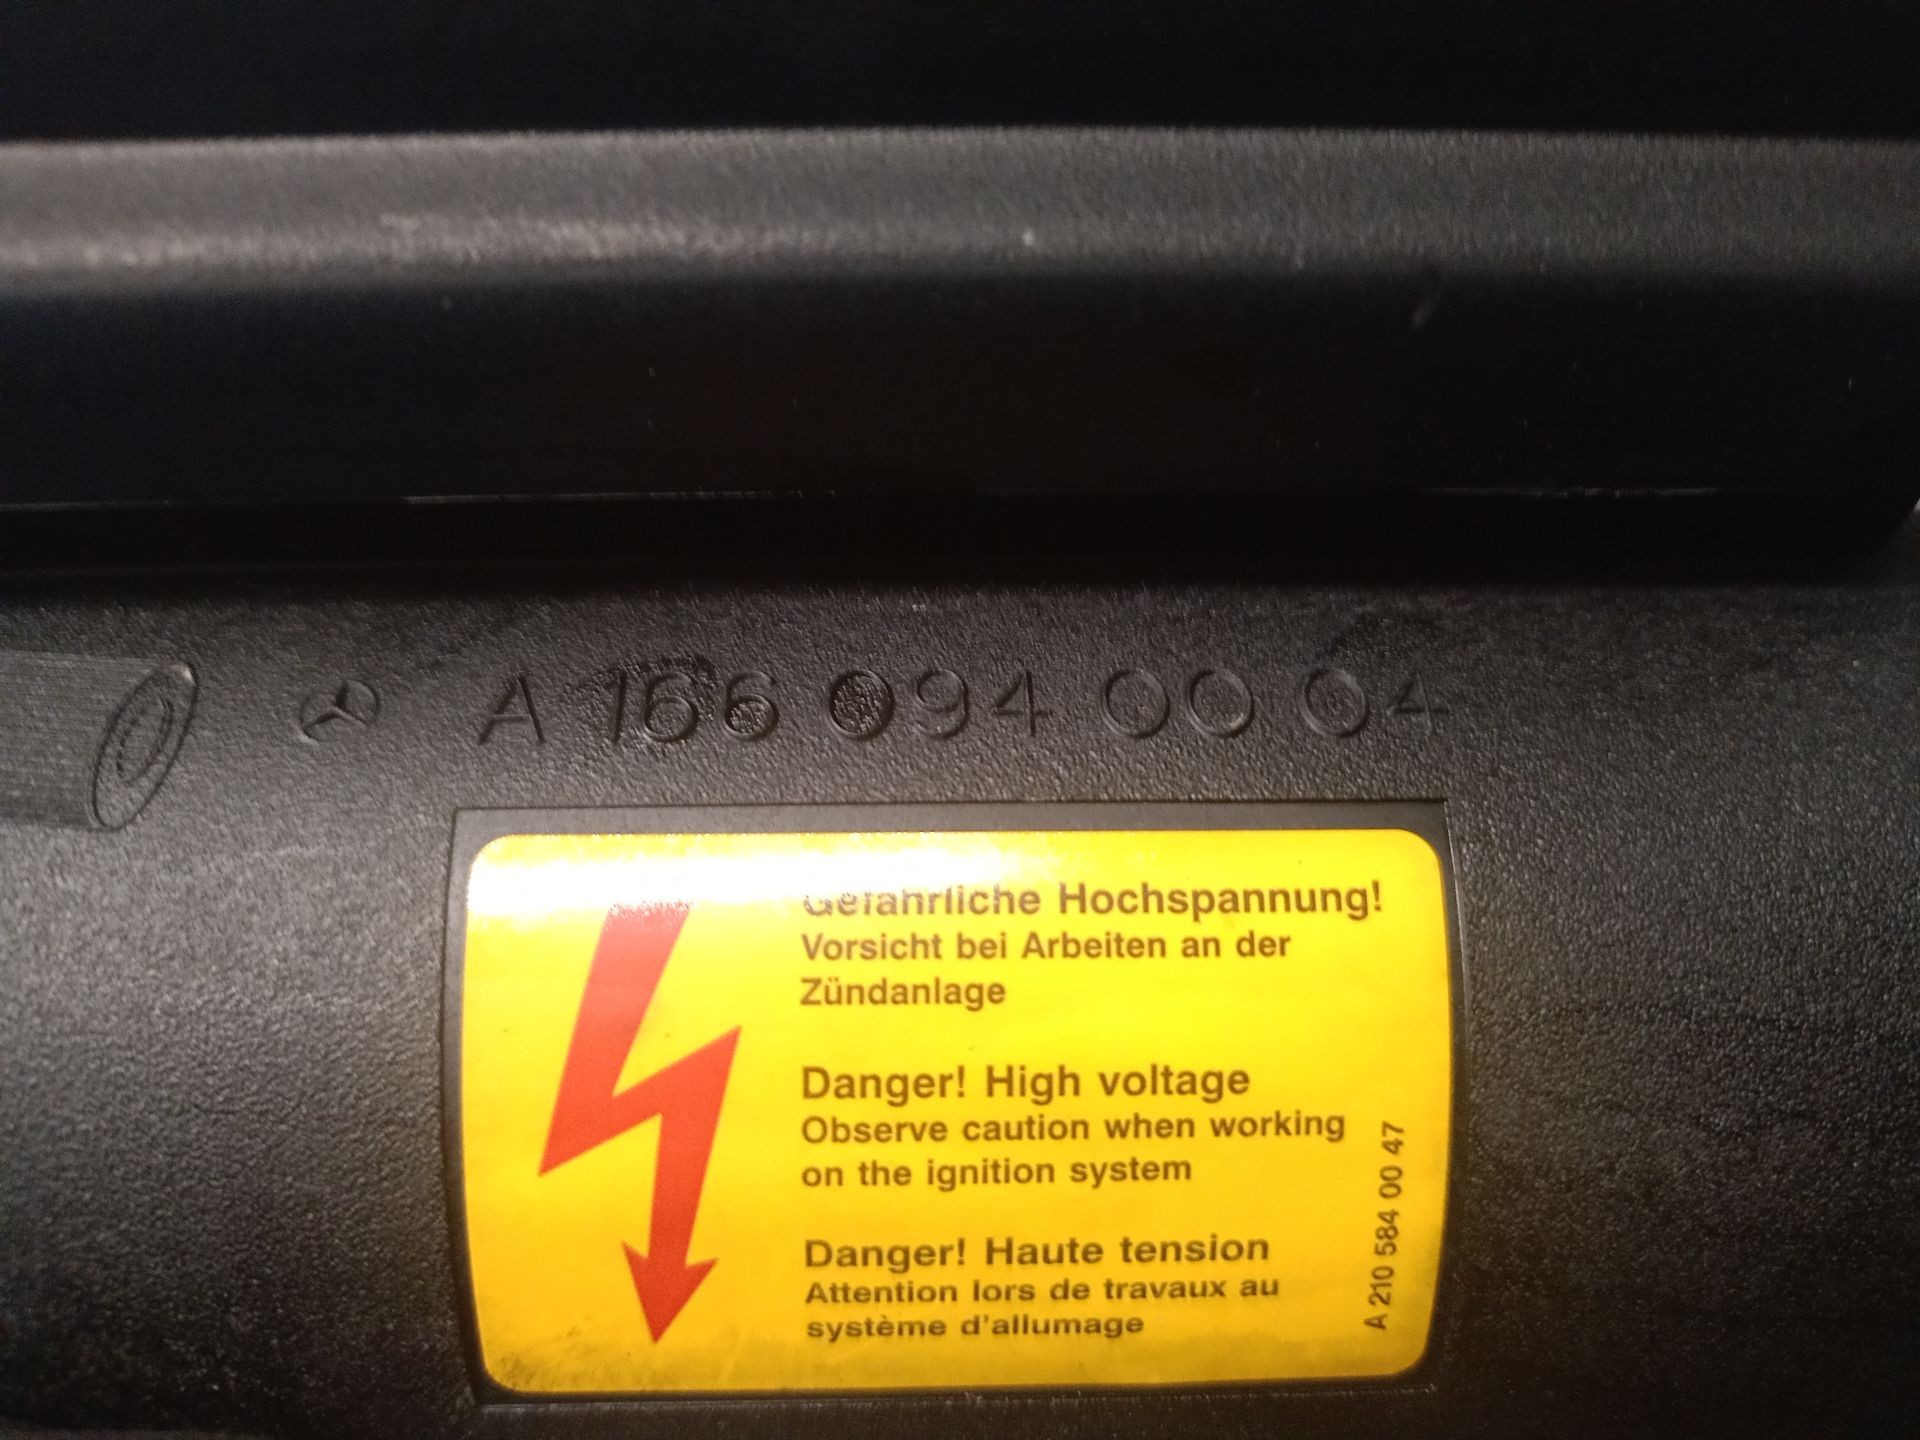 A 166 094 00 04
Gefährliche Hochspannung!
Vorsicht bei Arbeiten an der
Zündanlage
Danger! High voltage
Observe caution when working
on the ignition system
Danger! Haute tension
Attention lors de travaux au
système d'allumage
A 210 584 00 47